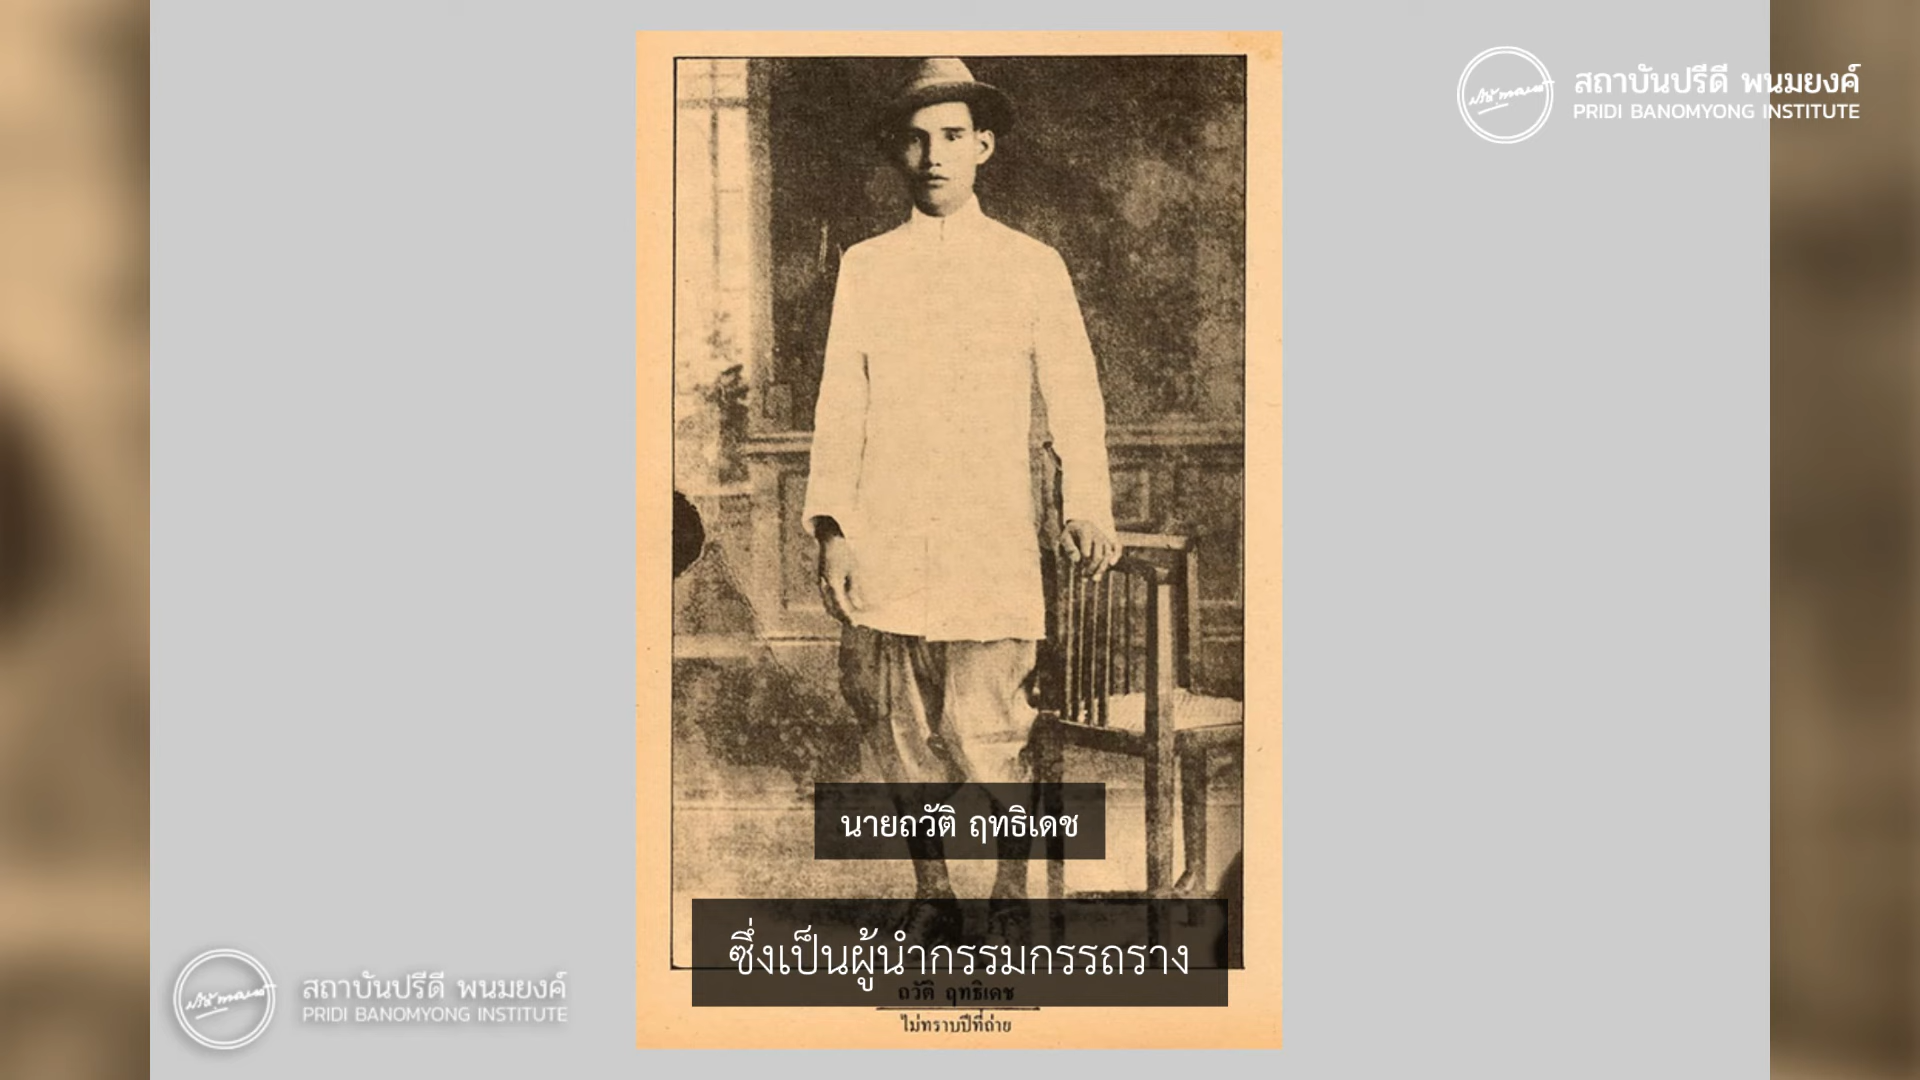 สถาบันปรีดี พนมยงค์
PRIDI BANOMYONG INSTITUTE
นายถวัติ ฤทธิเดช
ซึ่งเป็นผู้นำกรรมกรรถราง
ถวัติ ฤทธิเดช
ไม่ทราบปีที่ถ่าย
สถาบันปรีดี พนมยงค์
PRIDI BANOMYONG INSTITUTE